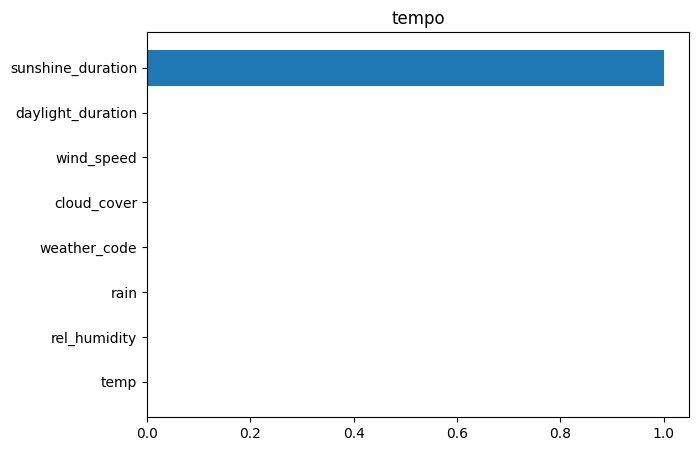 tempo
sunshine_duration
daylight_duration
wind_speed
cloud_cover
weather_code
rain
rel_humidity
temp
0.0 0.2 0.4 0.6 0.8 1.0